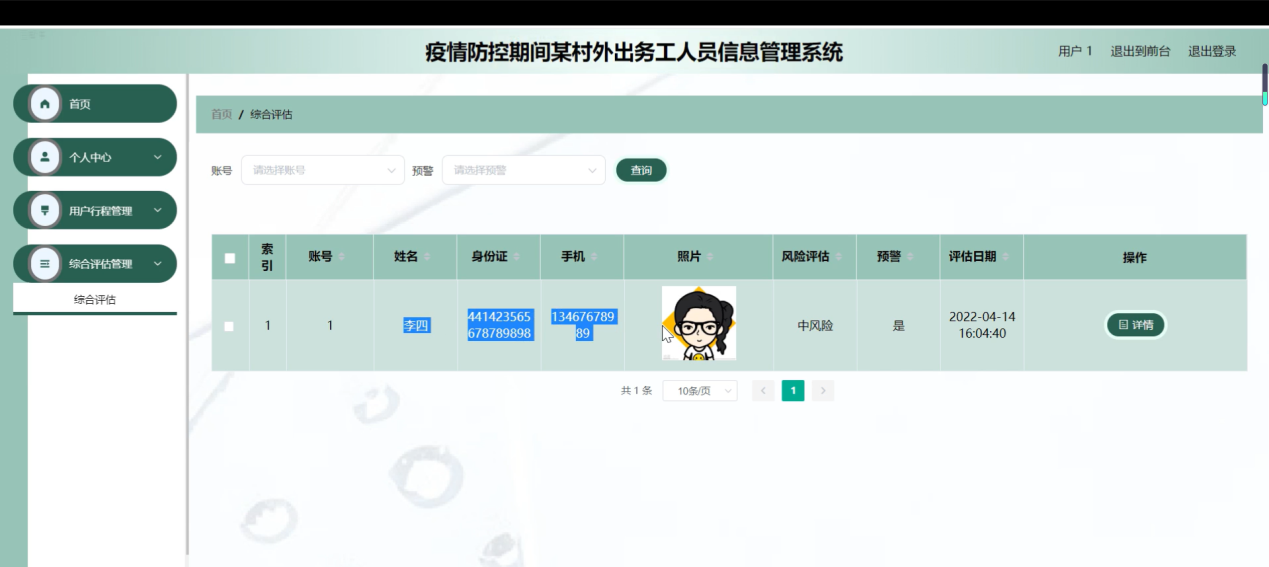 疫情防控期间某村外出务工人员信息管理系统
用户 1 退出到前台 退出登录
首页
个人中心
用户行程管理
综合评估管理
综合评估
首页 / 综合评估
账号 请选择账号 预警 请选择预警 查询
索引 账号 姓名 身份证 手机 照片 风险评估 预警 评估日期 操作
1 1 李四 441423565678789898 13467678989 中风险 是 2022-04-14 16:04:40 详情
共 1 条 10条/页 1